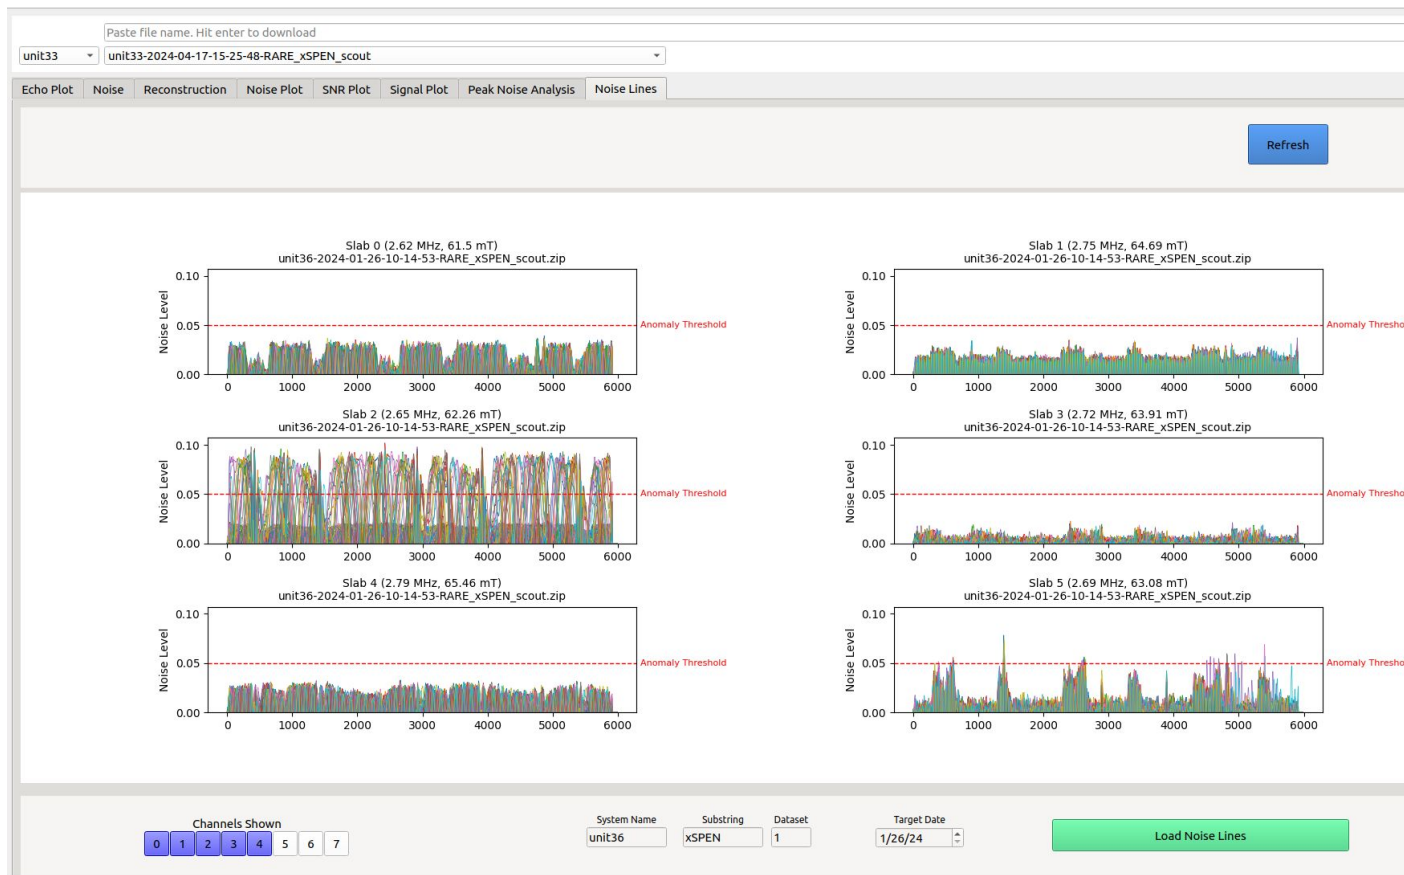 Paste file name. Hit enter to download
unit33
unit33-2024-04-17-15-25-48-RARE_xSPEN_scout
Echo Plot
Noise
Reconstruction
Noise Plot
SNR Plot
Signal Plot
Peak Noise Analysis
Noise Lines
Refresh
Slab 0 (2.62 MHz, 61.5 mT)
unit36-2024-01-26-10-14-53-RARE_xSPEN_scout.zip
Noise Level
0.10
0.05
0.00
Anomaly Threshold
0 1000 2000 3000 4000 5000 6000
Slab 1 (2.75 MHz, 64.69 mT)
unit36-2024-01-26-10-14-53-RARE_xSPEN_scout.zip
Noise Level
0.10
0.05
0.00
Anomaly Thresho
0 1000 2000 3000 4000 5000 6000
Slab 2 (2.65 MHz, 62.26 mT)
unit36-2024-01-26-10-14-53-RARE_xSPEN_scout.zip
Noise Level
0.10
0.05
0.00
Anomaly Threshold
0 1000 2000 3000 4000 5000 6000
Slab 3 (2.72 MHz, 63.91 mT)
unit36-2024-01-26-10-14-53-RARE_xSPEN_scout.zip
Noise Level
0.10
0.05
0.00
Anomaly Thresho
0 1000 2000 3000 4000 5000 6000
Slab 4 (2.79 MHz, 65.46 mT)
unit36-2024-01-26-10-14-53-RARE_xSPEN_scout.zip
Noise Level
0.10
0.05
0.00
Anomaly Threshold
0 1000 2000 3000 4000 5000 6000
Slab 5 (2.69 MHz, 63.08 mT)
unit36-2024-01-26-10-14-53-RARE_xSPEN_scout.zip
Noise Level
0.10
0.05
0.00
Anomaly Thresho
0 1000 2000 3000 4000 5000 6000
Channels Shown
0 1 2 3 4 5 6 7
System Name
unit36
Substring
xSPEN
Dataset
1
Target Date
1/26/24
Load Noise Lines